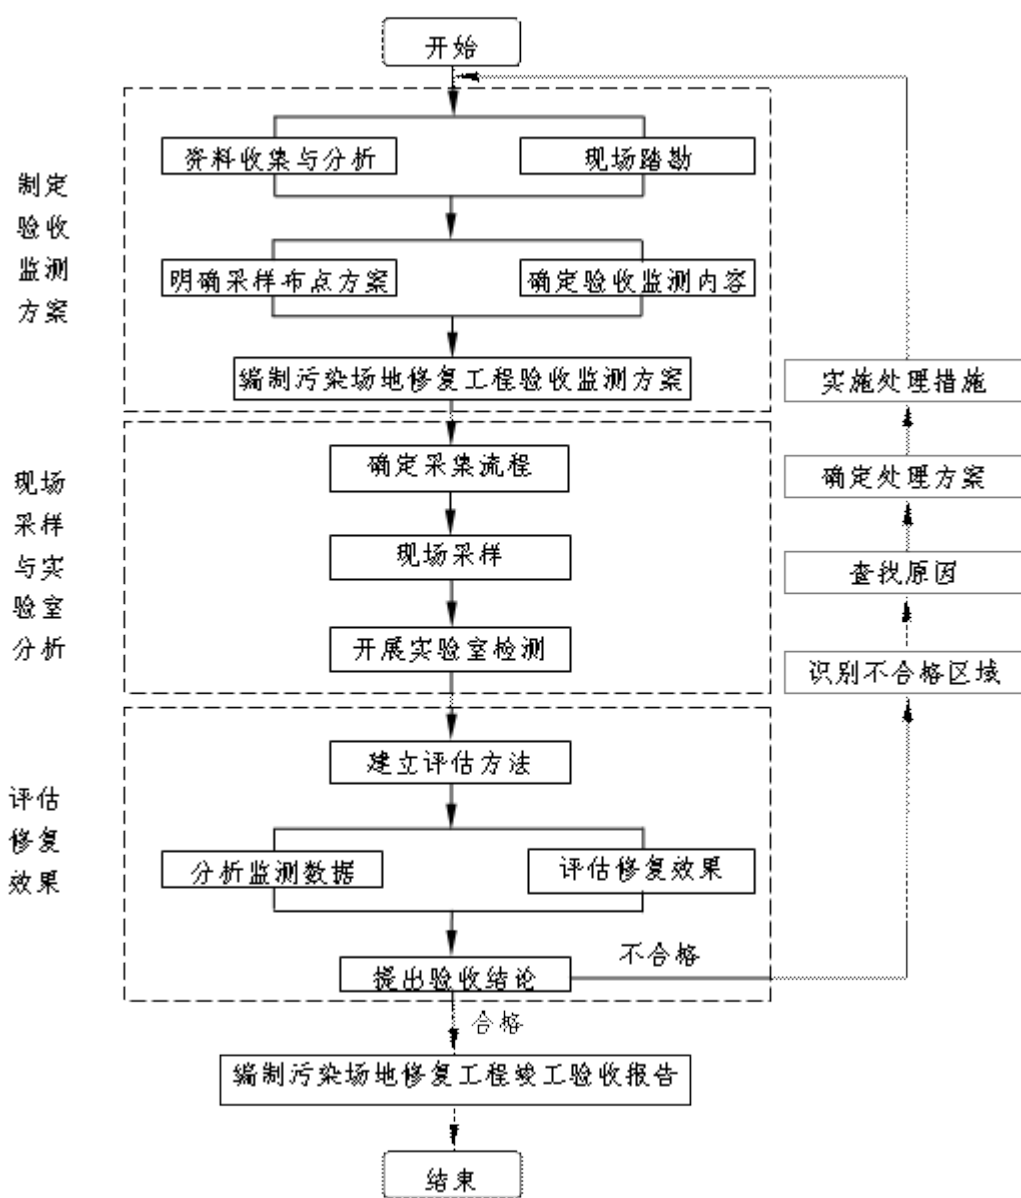 开始
制定
验收
监测
方案
资料收集与分析
现场踏勘
明确采样布点方案
确定验收监测内容
编制污染场地修复工程验收监测方案
现场
采样
与实
验室
分析
确定采集流程
现场采样
开展实验室检测
评估
修复
效果
建立评估方法
分析监测数据
评估修复效果
提出验收结论
不合格
合格
识别不合格区域
查找原因
确定处理方案
实施处理措施
编制污染场地修复工程竣工验收报告
结束